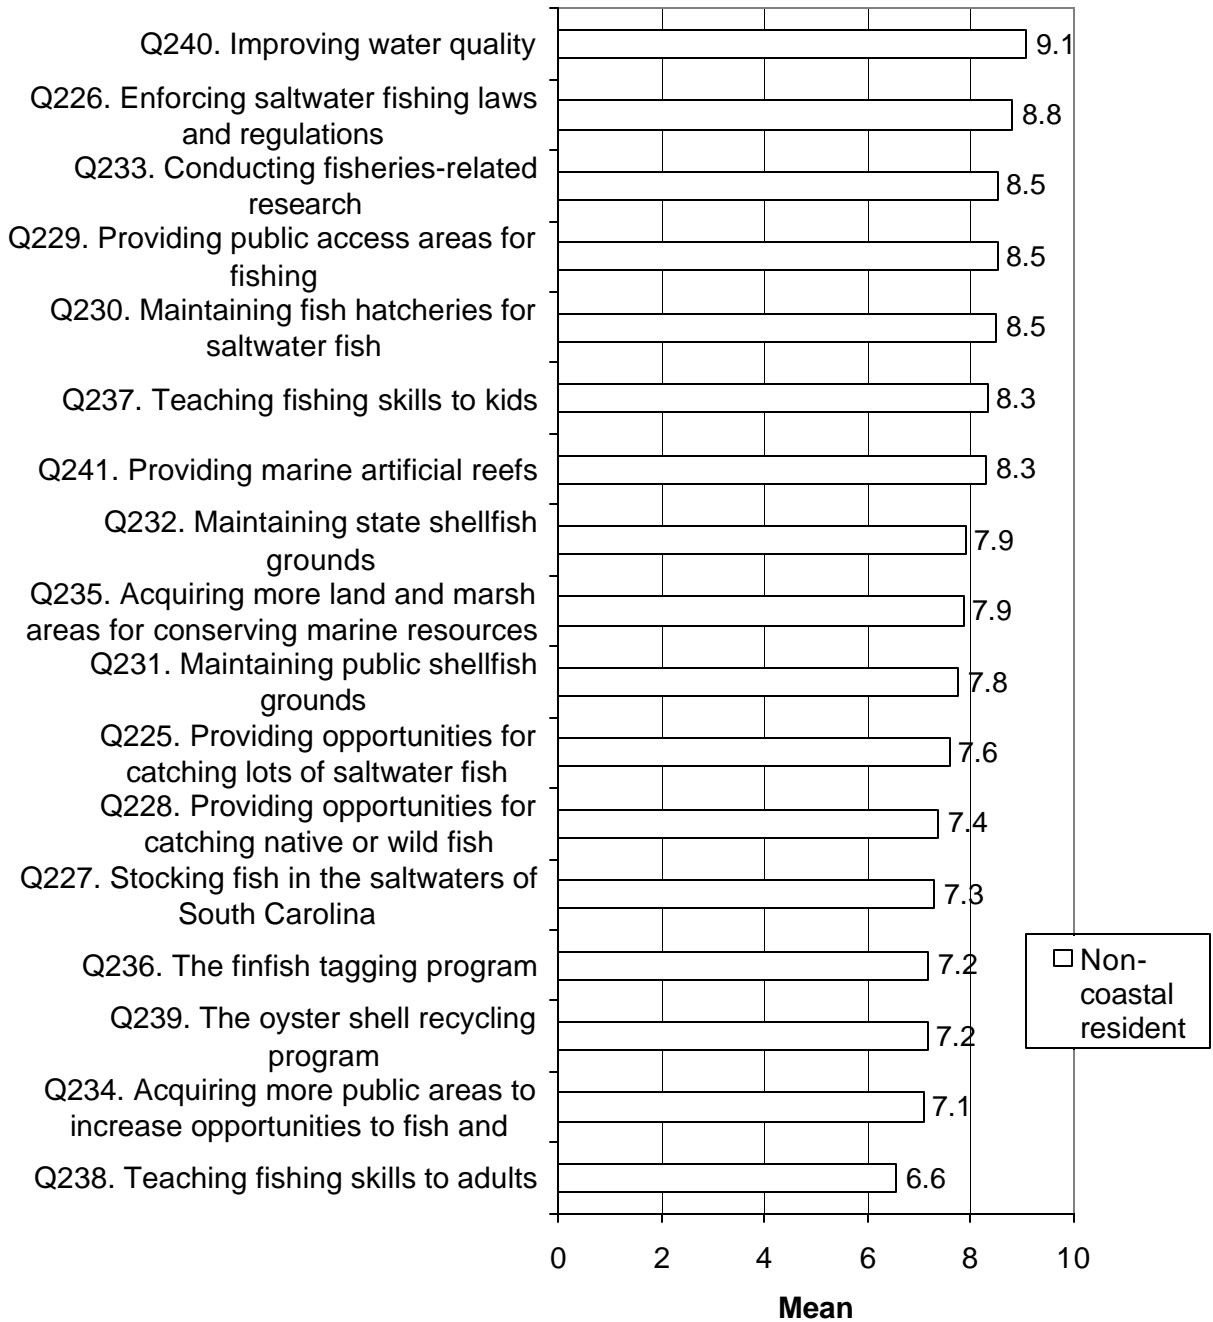 Q240. Improving water quality
9.1
Q226. Enforcing saltwater fishing laws
and regulations
8.8
Q233. Conducting fisheries-related
research
8.5
Q229. Providing public access areas for
fishing
8.5
Q230. Maintaining fish hatcheries for
saltwater fish
8.5
Q237. Teaching fishing skills to kids
8.3
Q241. Providing marine artificial reefs
8.3
Q232. Maintaining state shellfish
grounds
7.9
Q235. Acquiring more land and marsh
areas for conserving marine resources
7.9
Q231. Maintaining public shellfish
grounds
7.8
Q225. Providing opportunities for
catching lots of saltwater fish
7.6
Q228. Providing opportunities for
catching native or wild fish
7.4
Q227. Stocking fish in the saltwaters of
South Carolina
7.3
Q236. The finfish tagging program
7.2
Q239. The oyster shell recycling
program
7.2
Q234. Acquiring more public areas to
increase opportunities to fish and
7.1
Q238. Teaching fishing skills to adults
6.6
Non-
coastal
resident
0 2 4 6 8 10
Mean